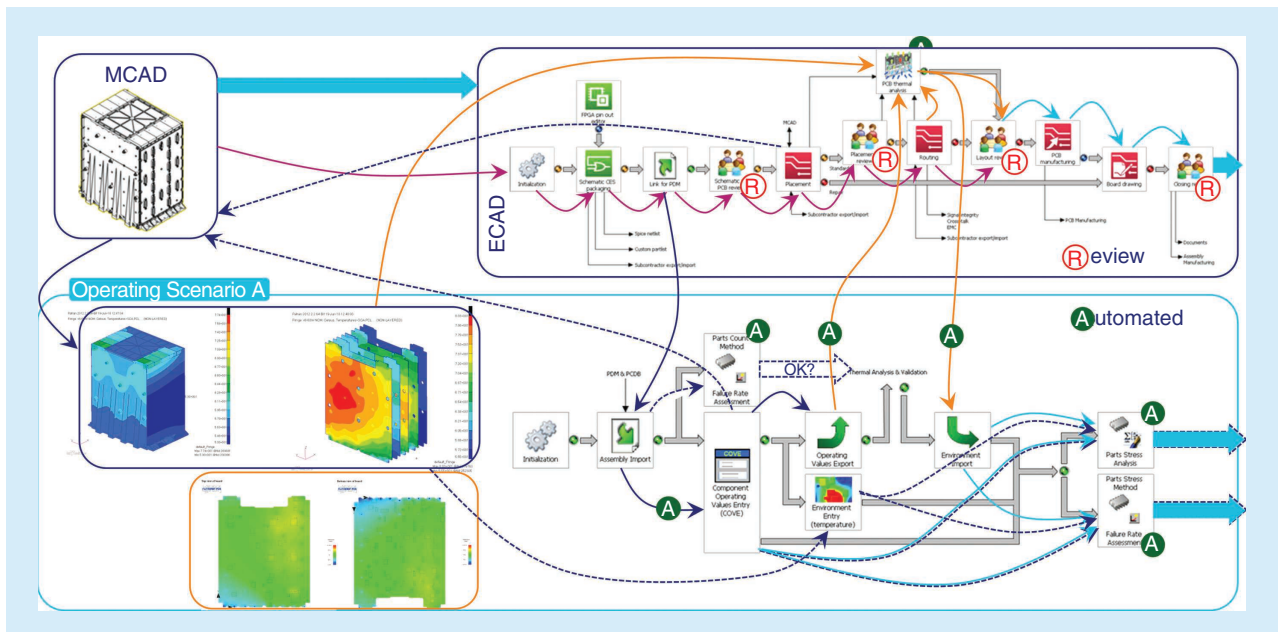 MCAD
ECAD
A
PCB thermal
analysis
FPGA pin out
editor
MCAD
Initialization
Schematic CES
packaging
Link for PDM
Schematic
PCB review
R
Placement
Placement
review
R
Routing
Layout review
R
PCB
manufacturing
Board drawing
R
Spice netlist
Custom partlist
Subcontractor export/import
Subcontractor export/import
Signal integrity
Crosstalk
EMC
Subcontractor export/import
PCB Manufacturing
Documents
Assembly
Manufacturing
Review
Operating Scenario A
Automated
PDM & PCDB
Initialization
Assembly Import
A
Parts Count
Method
A
Failure Rate
Assessment
COVE
Component
Operating
Values Entry
(COVE)
OK?
Thermal Analysis & Validation
A
A
Operating
Values Export
Environment
Entry
(temperature)
Environment
Import
A
Parts Stress
Analysis
Parts Stress
Method
Failure Rate
Assessment
A